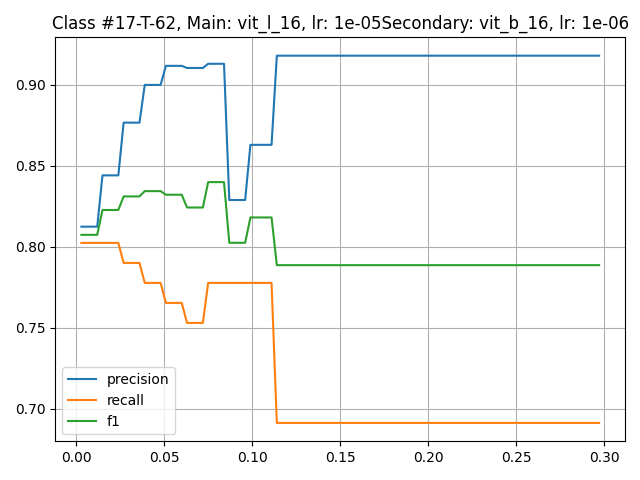 Class #17-T-62, Main: vit_l_16, lr: 1e-05Secondary: vit_b_16, lr: 1e-06
0.90
0.85
0.80
0.75
0.70
precision
recall
f1
0.00 0.05 0.10 0.15 0.20 0.25 0.30